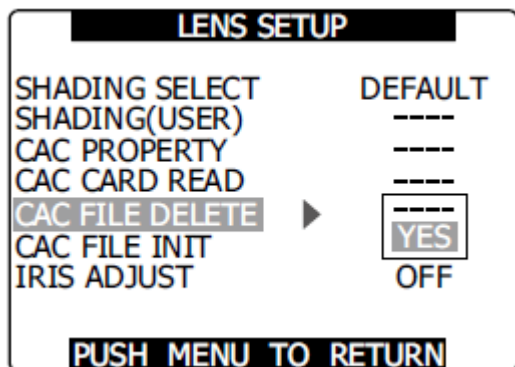 LENS SETUP
SHADING SELECT DEFAULT
SHADING(USER) ----
CAC PROPERTY ----
CAC CARD READ ----
CAC FILE DELETE ▶ ----
YES
CAC FILE INIT
IRIS ADJUST OFF
PUSH MENU TO RETURN